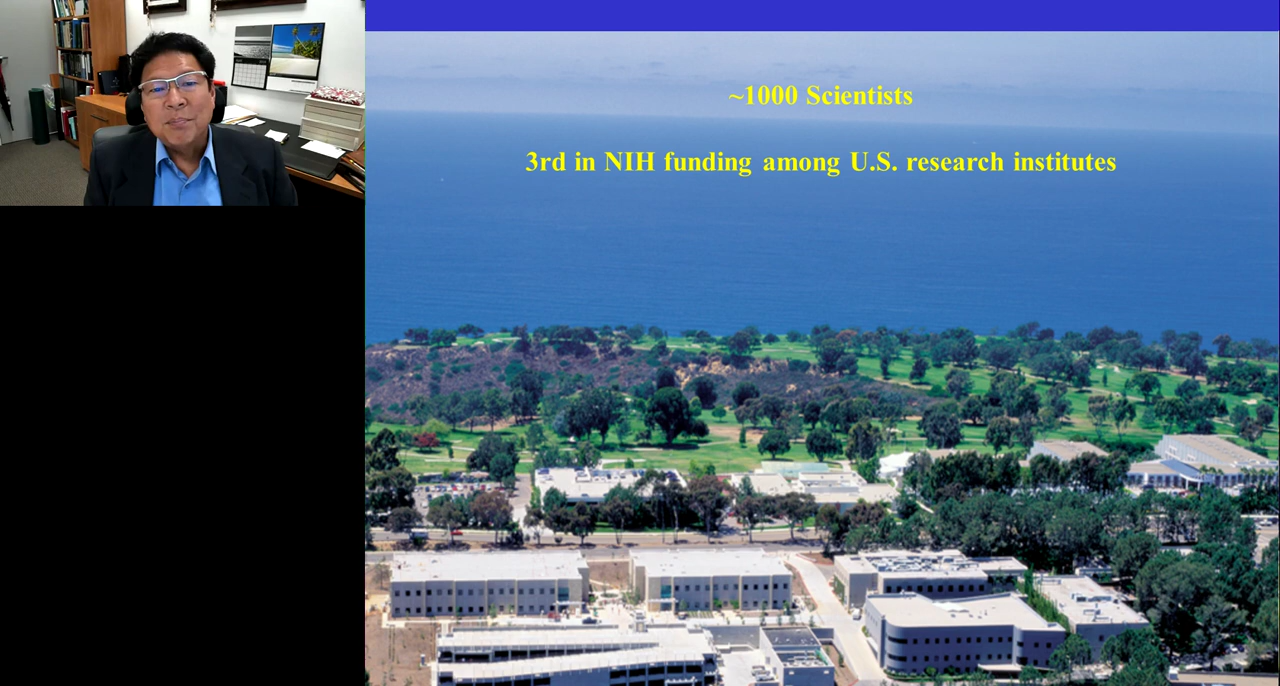 ~1000 Scientists
3rd in NIH funding among U.S. research institutes